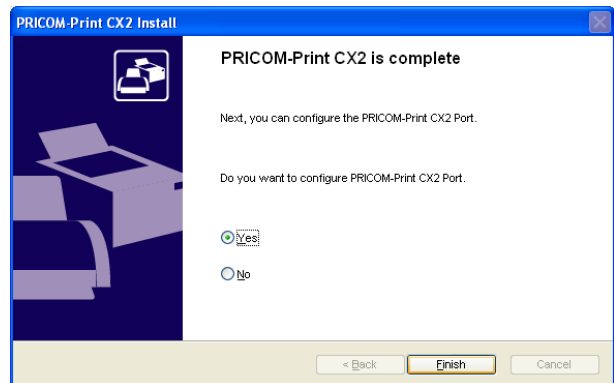 PRICOM-Print CX2 Install
PRICOM-Print CX2 is complete
Next, you can configure the PRICOM-Print CX2 Port.
Do you want to configure PRICOM-Print CX2 Port.
Yes
No
< Back
Finish
Cancel